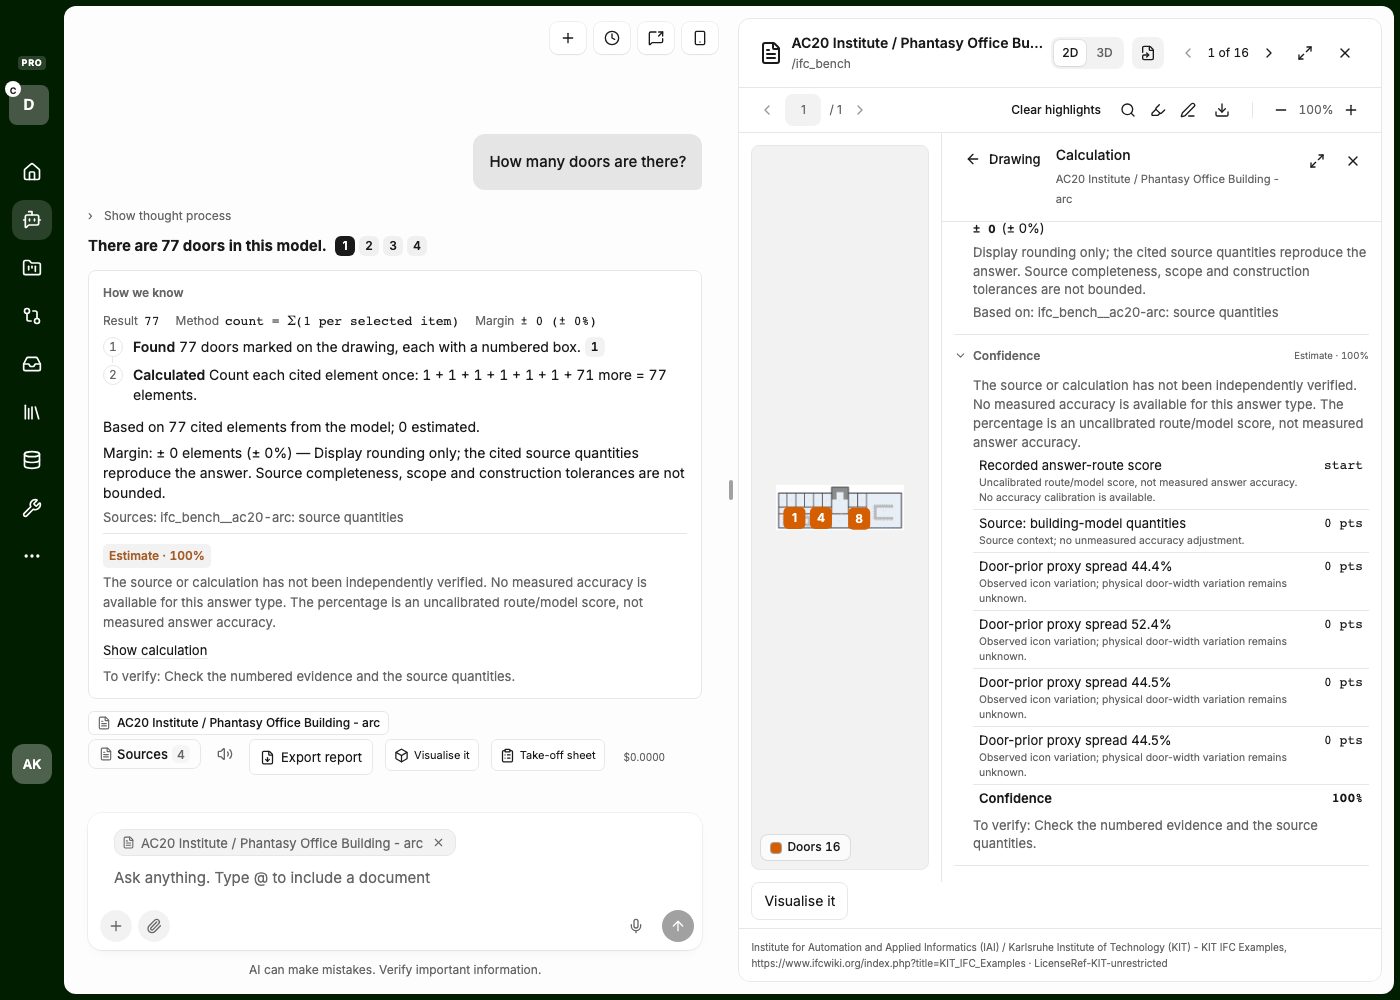 PRO
C
D
AK
How many doors are there?
Show thought process
There are 77 doors in this model. 1 2 3 4
How we know
Result 77 Method count = Σ(1 per selected item) Margin ± 0 (± 0%)
1 Found 77 doors marked on the drawing, each with a numbered box. 1
2 Calculated Count each cited element once: 1 + 1 + 1 + 1 + 1 + 1 + 71 more = 77
elements.
Based on 77 cited elements from the model; 0 estimated.
Margin: ± 0 elements (± 0%) — Display rounding only; the cited source quantities
reproduce the answer. Source completeness, scope and construction tolerances are not
bounded.
Sources: ifc_bench__ac20-arc: source quantities
Estimate · 100%
The source or calculation has not been independently verified. No measured accuracy is
available for this answer type. The percentage is an uncalibrated route/model score, not
measured answer accuracy.
Show calculation
To verify: Check the numbered evidence and the source quantities.
AC20 Institute / Phantasy Office Building - arc
Sources 4
Export report
Visualise it
Take-off sheet
$0.0000
AC20 Institute / Phantasy Office Building - arc
Ask anything. Type @ to include a document
AI can make mistakes. Verify important information.
AC20 Institute / Phantasy Office Bu...
/ifc_bench
2D 3D
1 of 16
1 / 1
Clear highlights
100%
1 4 8
Doors 16
Drawing
Calculation
AC20 Institute / Phantasy Office Building -
arc
± 0 (± 0%)
Display rounding only; the cited source quantities reproduce the
answer. Source completeness, scope and construction
tolerances are not bounded.
Based on: ifc_bench__ac20-arc: source quantities
Confidence Estimate · 100%
The source or calculation has not been independently verified.
No measured accuracy is available for this answer type. The
percentage is an uncalibrated route/model score, not measured
answer accuracy.
Recorded answer-route score start
Uncalibrated route/model score, not measured answer accuracy.
No accuracy calibration is available.
Source: building-model quantities 0 pts
Source context; no unmeasured accuracy adjustment.
Door-prior proxy spread 44.4% 0 pts
Observed icon variation; physical door-width variation remains
unknown.
Door-prior proxy spread 52.4% 0 pts
Observed icon variation; physical door-width variation remains
unknown.
Door-prior proxy spread 44.5% 0 pts
Observed icon variation; physical door-width variation remains
unknown.
Door-prior proxy spread 44.5% 0 pts
Observed icon variation; physical door-width variation remains
unknown.
Confidence 100%
To verify: Check the numbered evidence and the source
quantities.
Visualise it
Institute for Automation and Applied Informatics (IAI) / Karlsruhe Institute of Technology (KIT) - KIT IFC Examples,
https://www.ifcwiki.org/index.php?title=KIT_IFC_Examples · LicenseRef-KIT-unrestricted